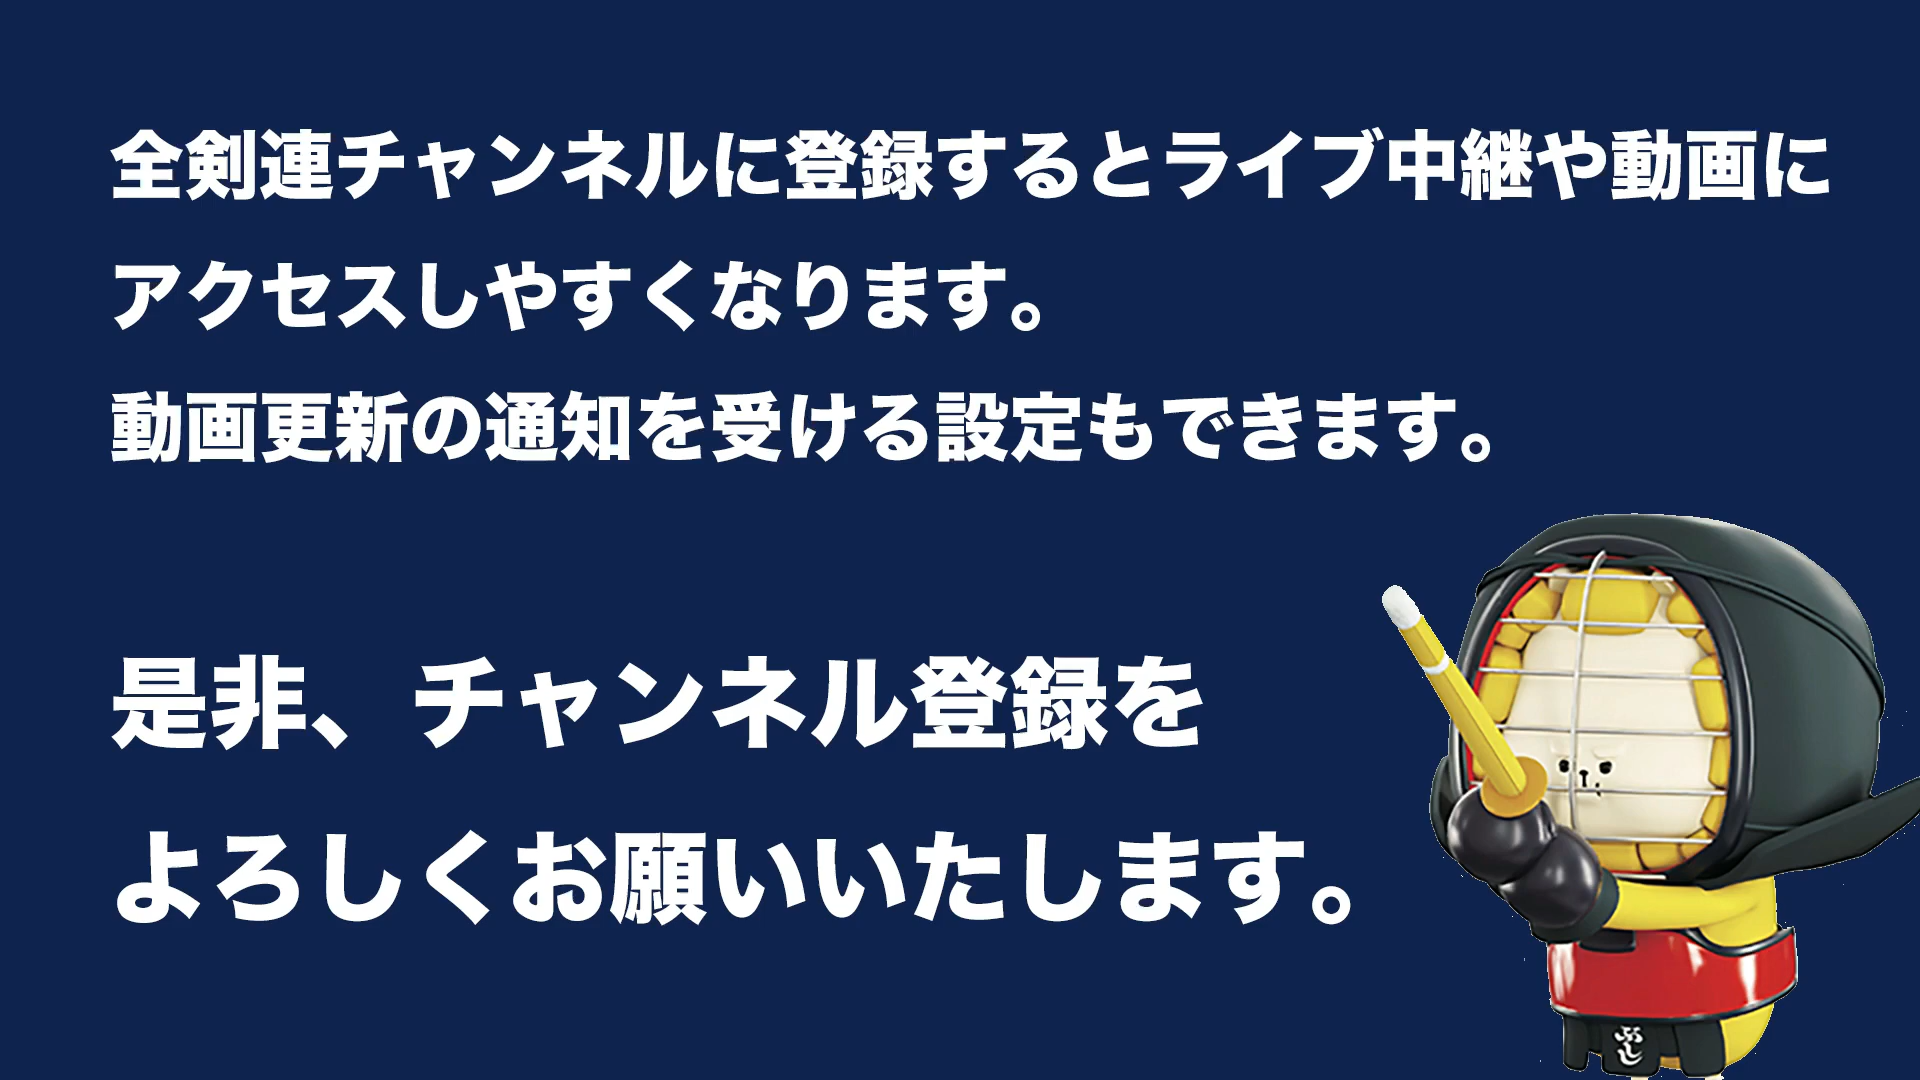 全剣連チャンネルに登録するとライブ中継や動画に
アクセスしやすくなります。
動画更新の通知を受ける設定もできます。
是非、チャンネル登録を
よろしくお願いいたします。
ぶし